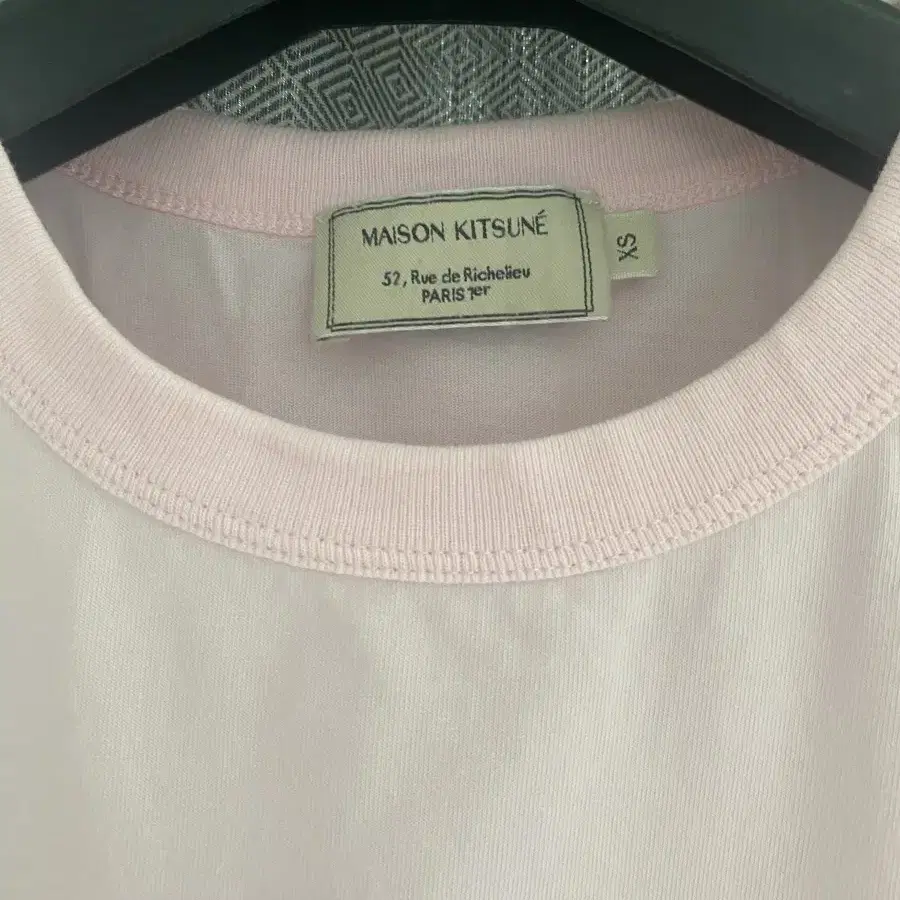 MAISON KITSUNÉ
52, Rue de Richelieu
PARIS 1er
XS